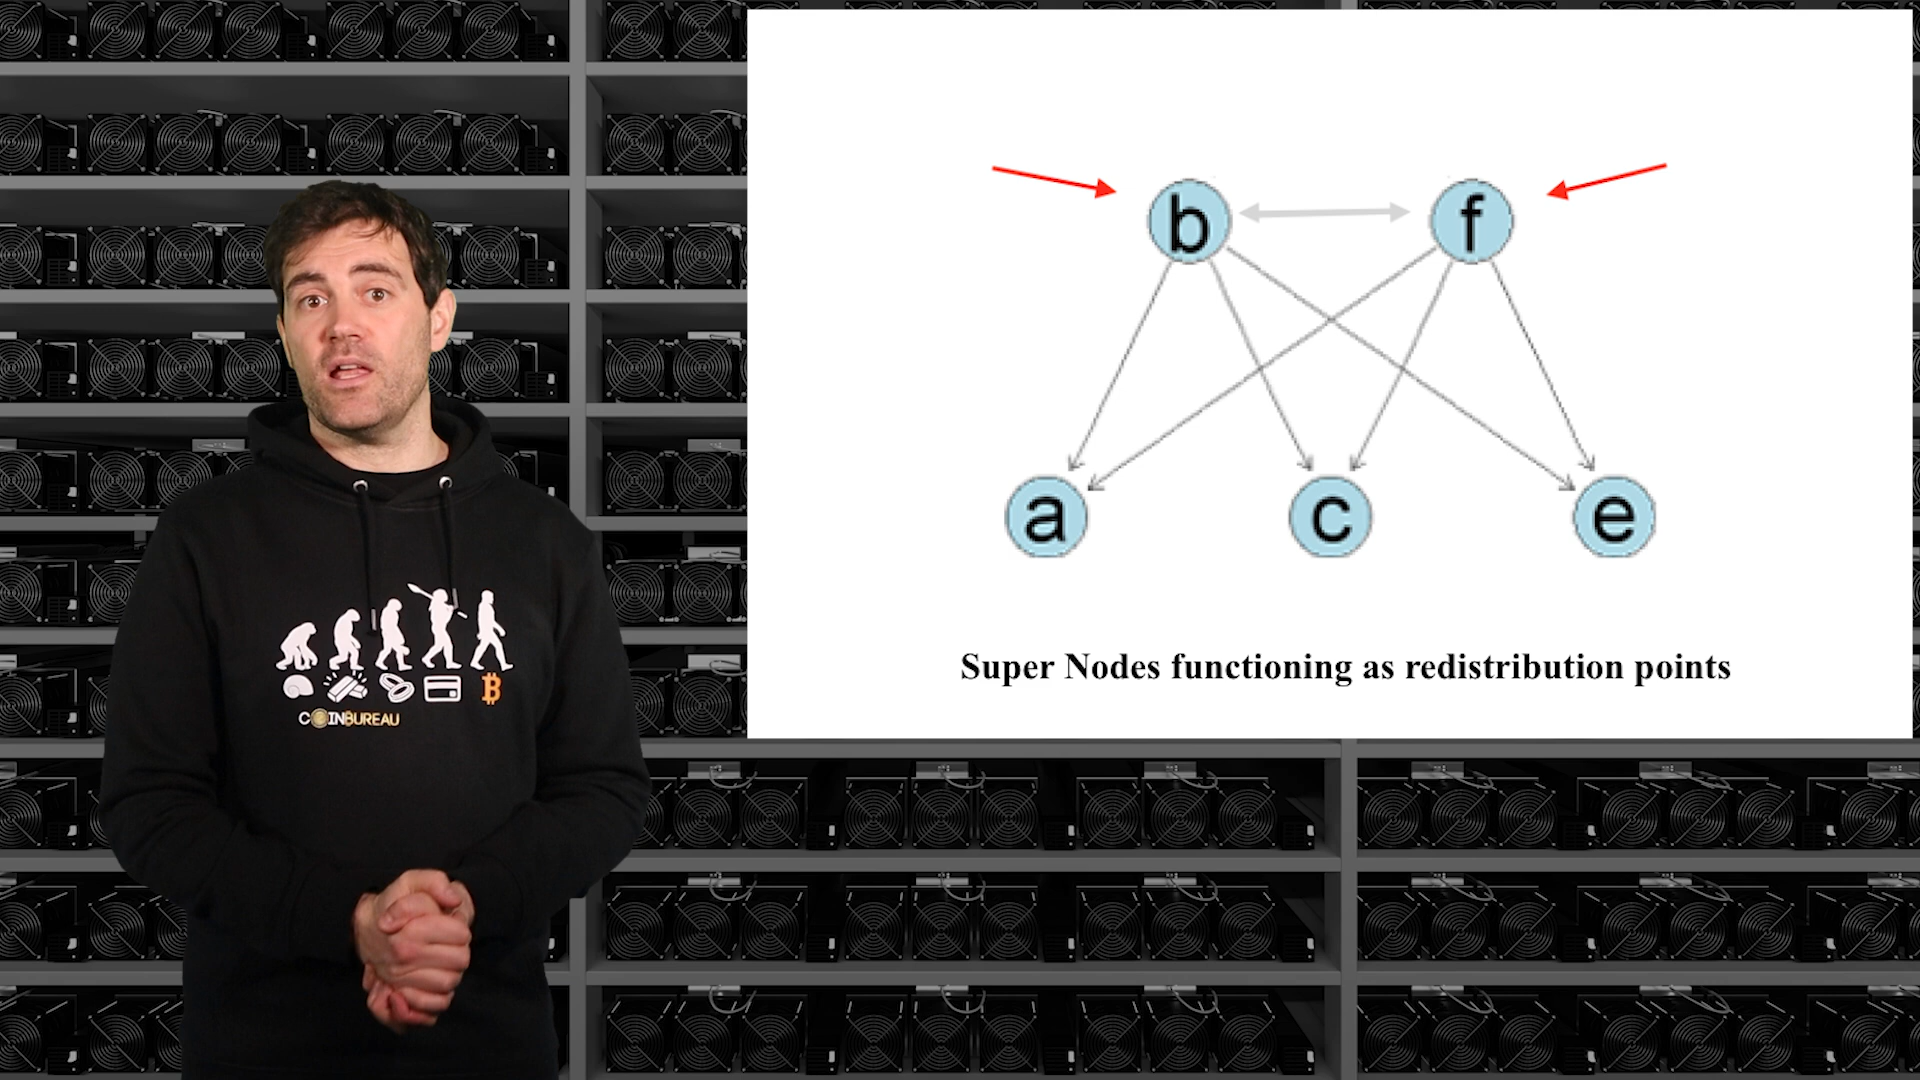 b f
a c e
Super Nodes functioning as redistribution points
COINBUREAU